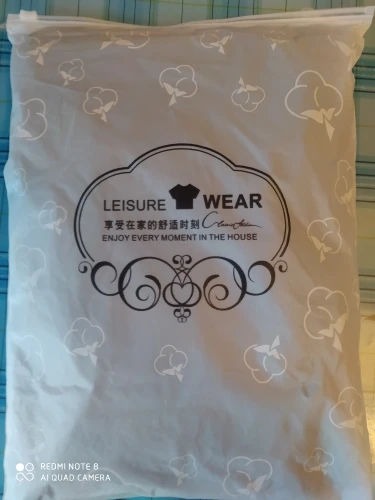 LEISURE WEAR
享受在家的舒适时刻
ENJOY EVERY MOMENT IN THE HOUSE
REDMI NOTE 8
AI QUAD CAMERA